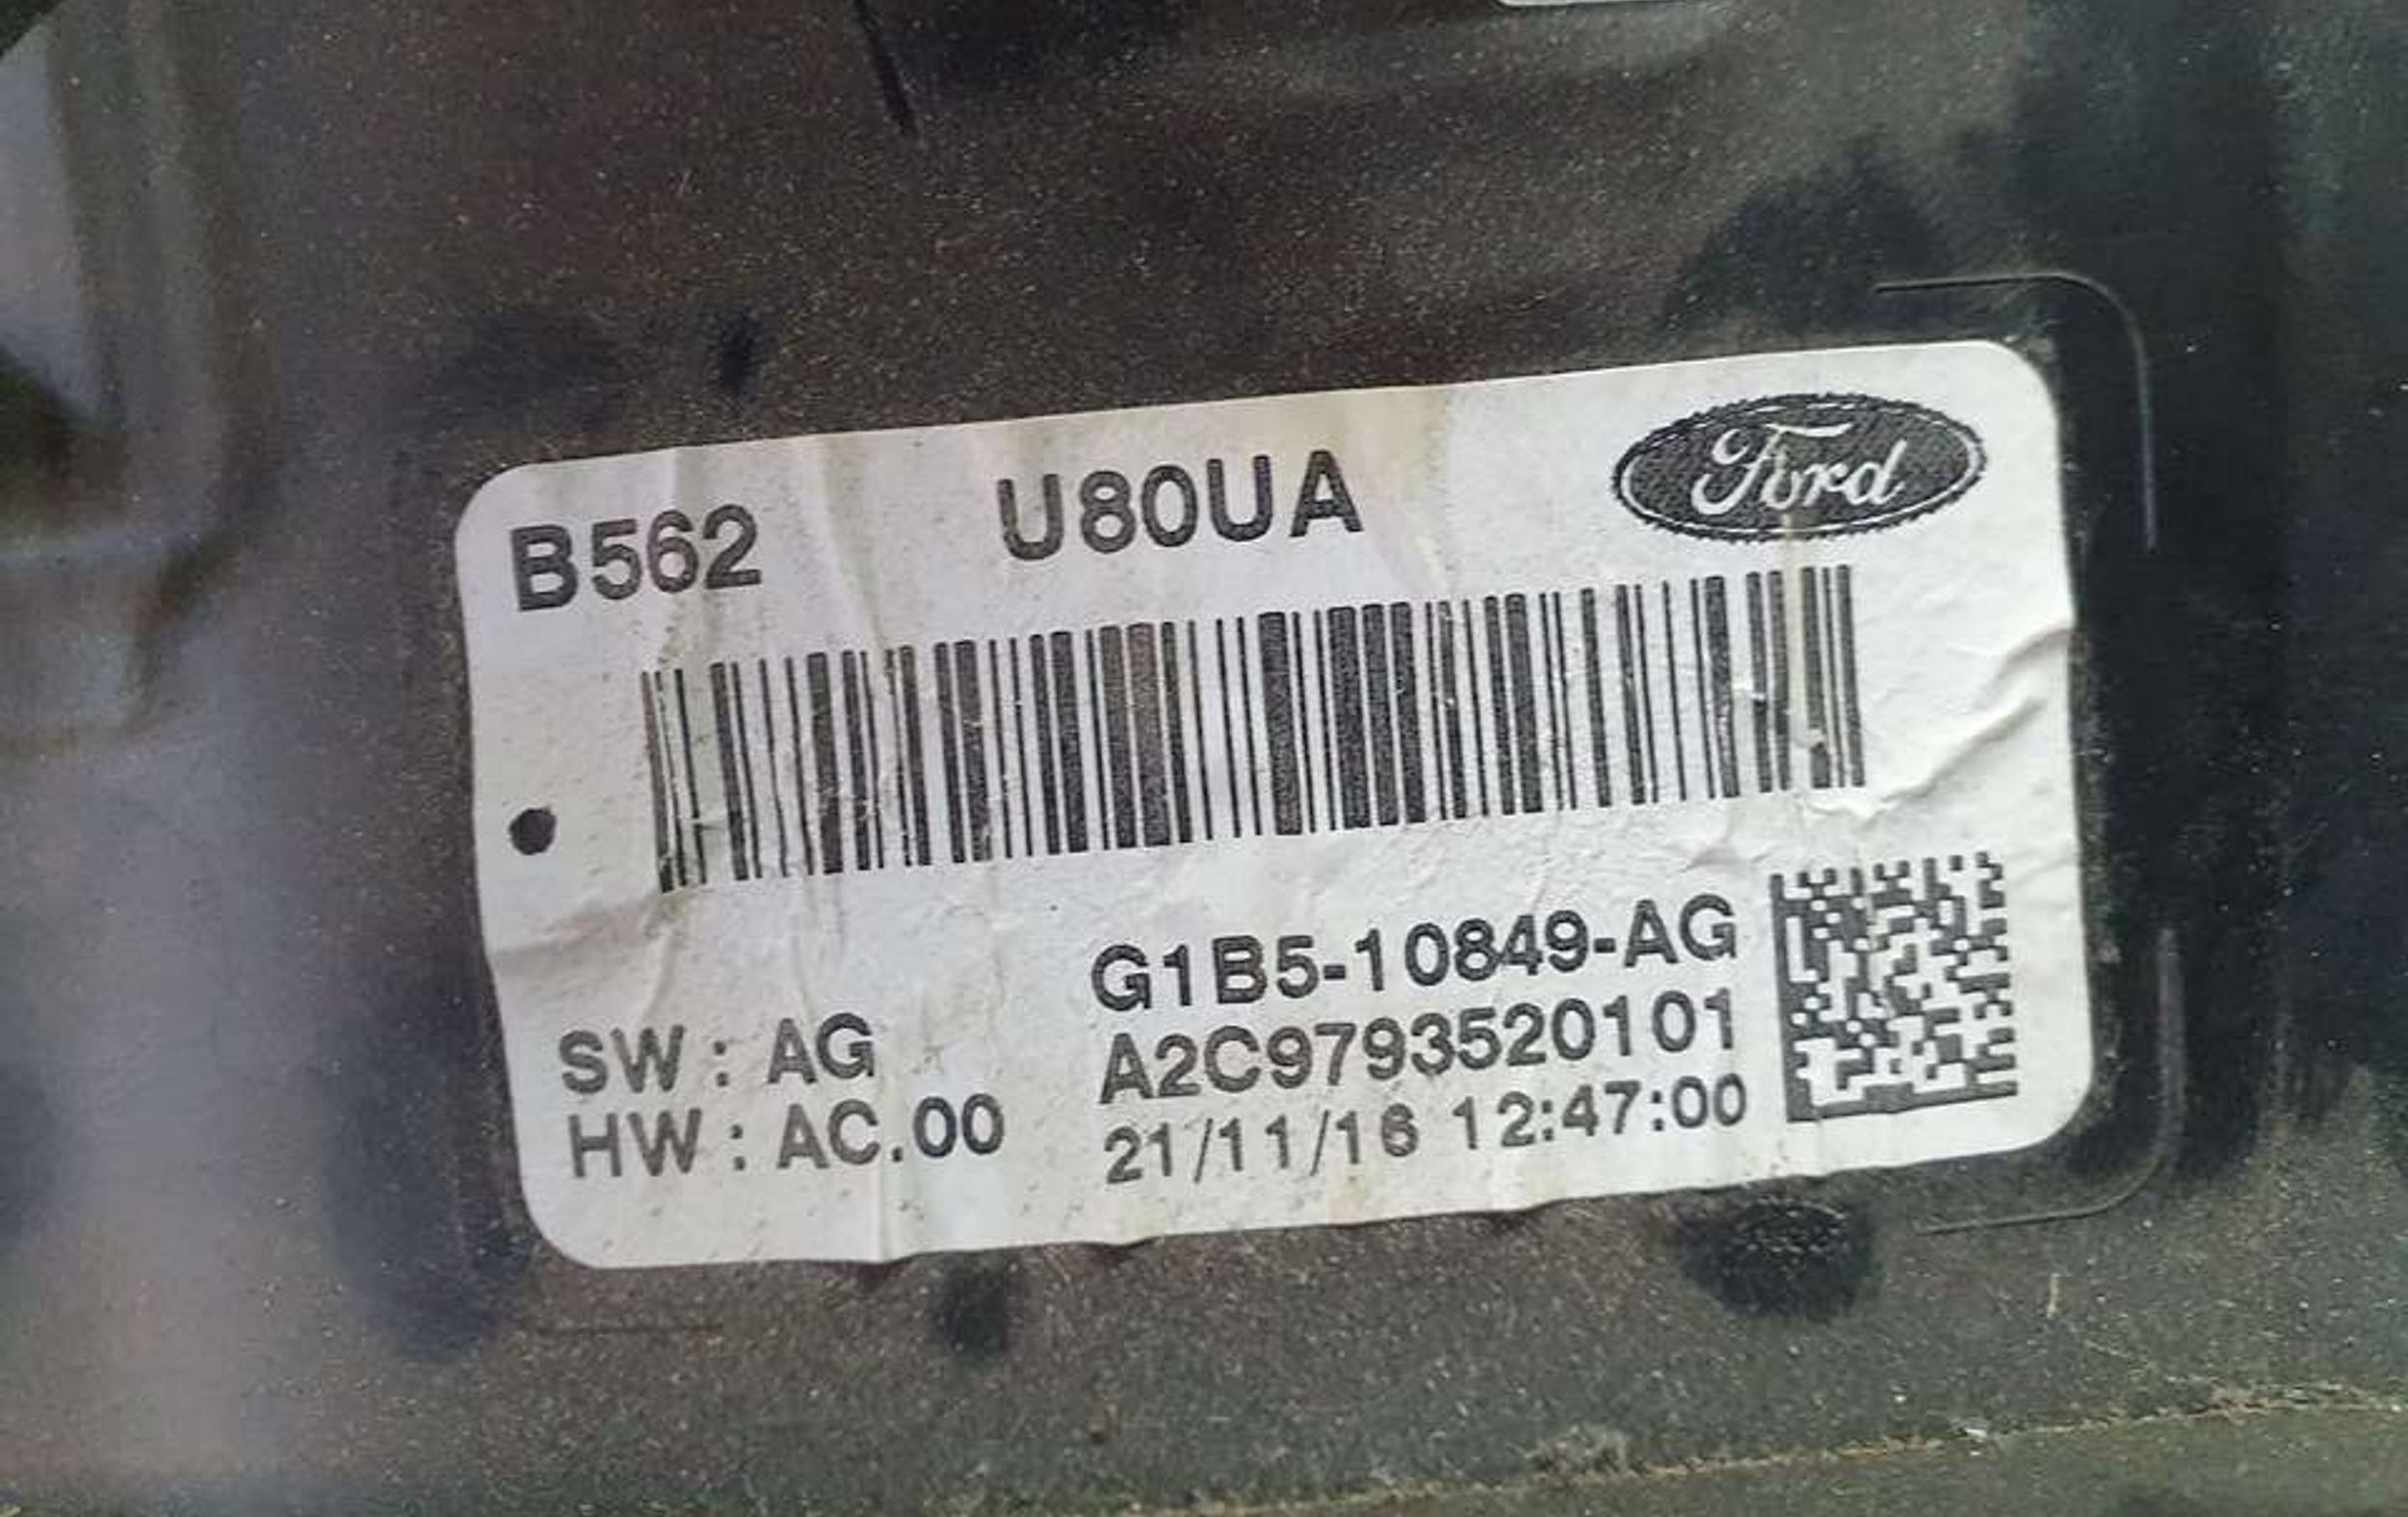 B562 U80UA Ford
G1B5-10849-AG
SW : AG A2C9793520101
HW : AC.00 21/11/16 12:47:00